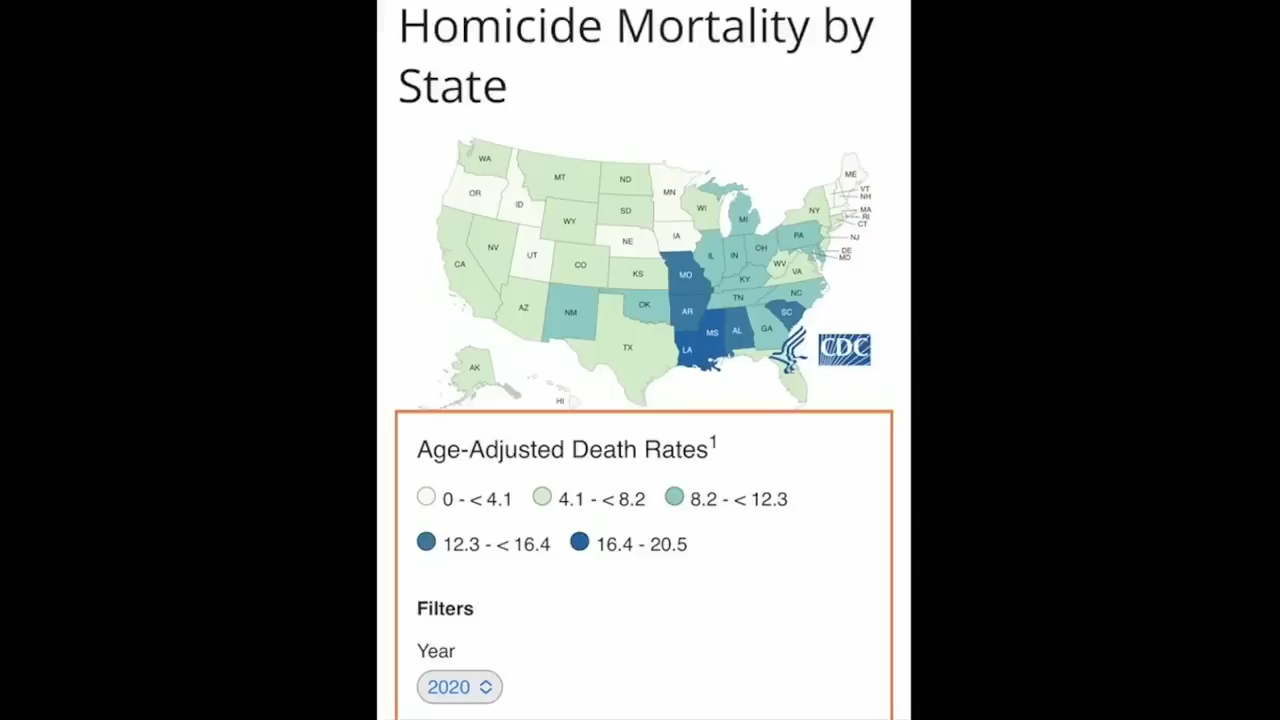 Homicide Mortality by
State
WA
MT
ND
MN
ME
VT
NH
OR
ID
WY
SD
WI
MI
NY
MA
RI
CT
NV
UT
NE
IA
PA
NJ
CA
CO
KS
MO
IL
IN
OH
WV
VA
DE
MD
KY
AZ
NM
OK
AR
TN
NC
TX
LA
MS
AL
GA
SC
CDC
AK
HI
Age-Adjusted Death Rates1
0 - < 4.1 4.1 - < 8.2 8.2 - < 12.3
12.3 - < 16.4 16.4 - 20.5
Filters
Year
2020